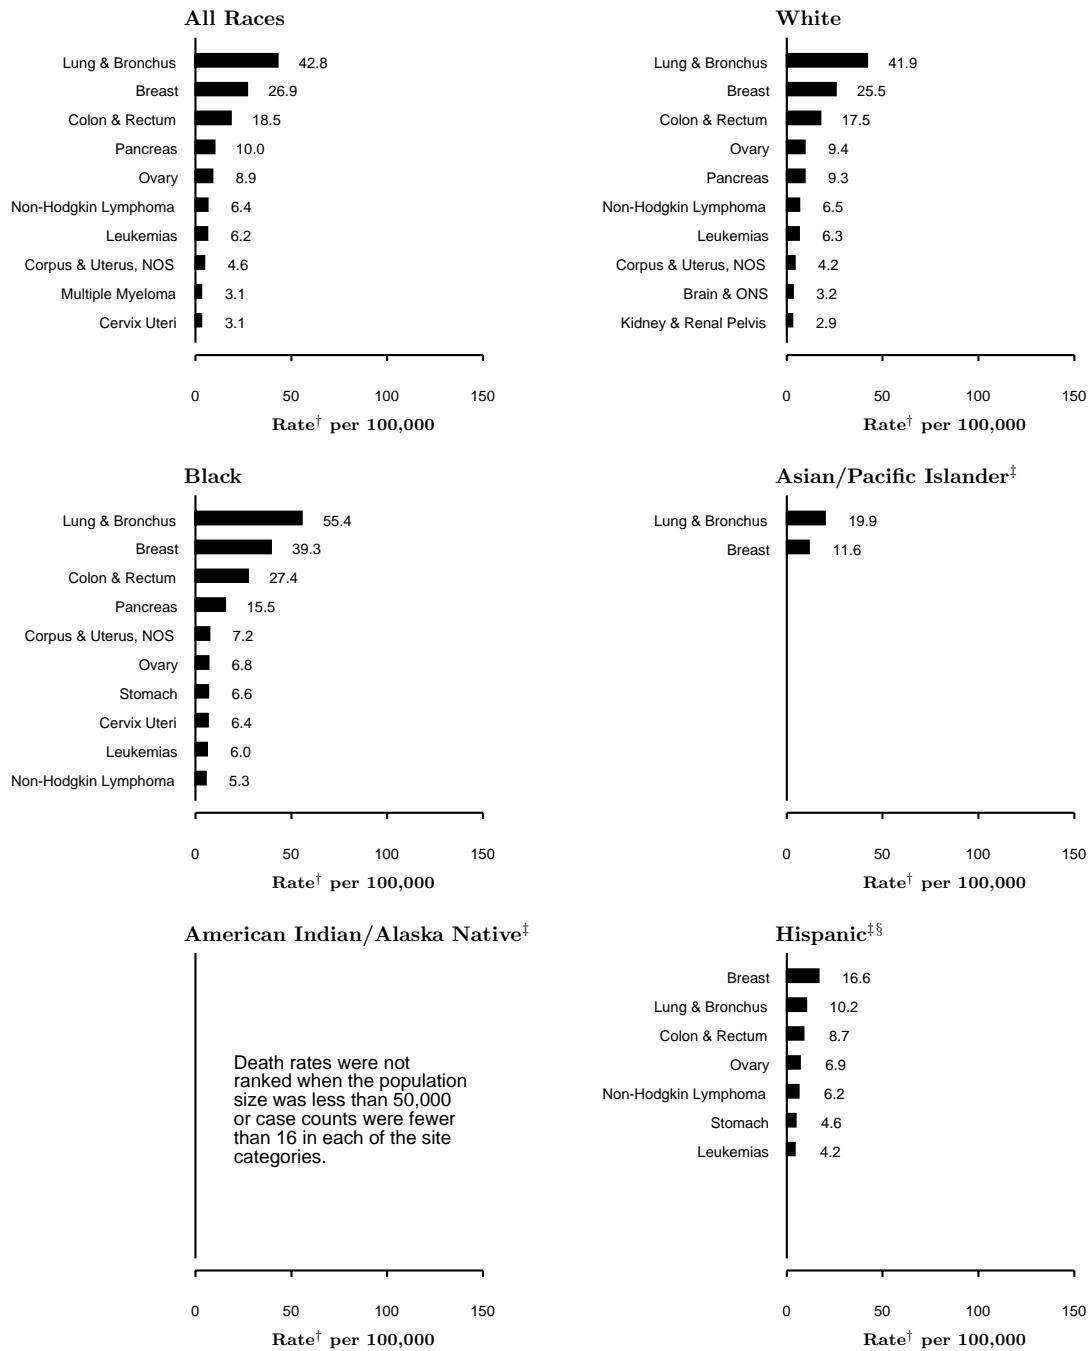 All Races
Lung & Bronchus 42.8
Breast 26.9
Colon & Rectum 18.5
Pancreas 10.0
Ovary 8.9
Non-Hodgkin Lymphoma 6.4
Leukemias 6.2
Corpus & Uterus, NOS 4.6
Multiple Myeloma 3.1
Cervix Uteri 3.1
0 50 100 150
Rate† per 100,000
White
Lung & Bronchus 41.9
Breast 25.5
Colon & Rectum 17.5
Ovary 9.4
Pancreas 9.3
Non-Hodgkin Lymphoma 6.5
Leukemias 6.3
Corpus & Uterus, NOS 4.2
Brain & ONS 3.2
Kidney & Renal Pelvis 2.9
0 50 100 150
Rate† per 100,000
Black
Lung & Bronchus 55.4
Breast 39.3
Colon & Rectum 27.4
Pancreas 15.5
Corpus & Uterus, NOS 7.2
Ovary 6.8
Stomach 6.6
Cervix Uteri 6.4
Leukemias 6.0
Non-Hodgkin Lymphoma 5.3
0 50 100 150
Rate† per 100,000
Asian/Pacific Islander‡
Lung & Bronchus 19.9
Breast 11.6
0 50 100 150
Rate† per 100,000
American Indian/Alaska Native‡
Death rates were not
ranked when the population
size was less than 50,000
or case counts were fewer
than 16 in each of the site
categories.
0 50 100 150
Rate† per 100,000
Hispanic‡§
Breast 16.6
Lung & Bronchus 10.2
Colon & Rectum 8.7
Ovary 6.9
Non-Hodgkin Lymphoma 6.2
Stomach 4.6
Leukemias 4.2
0 50 100 150
Rate† per 100,000